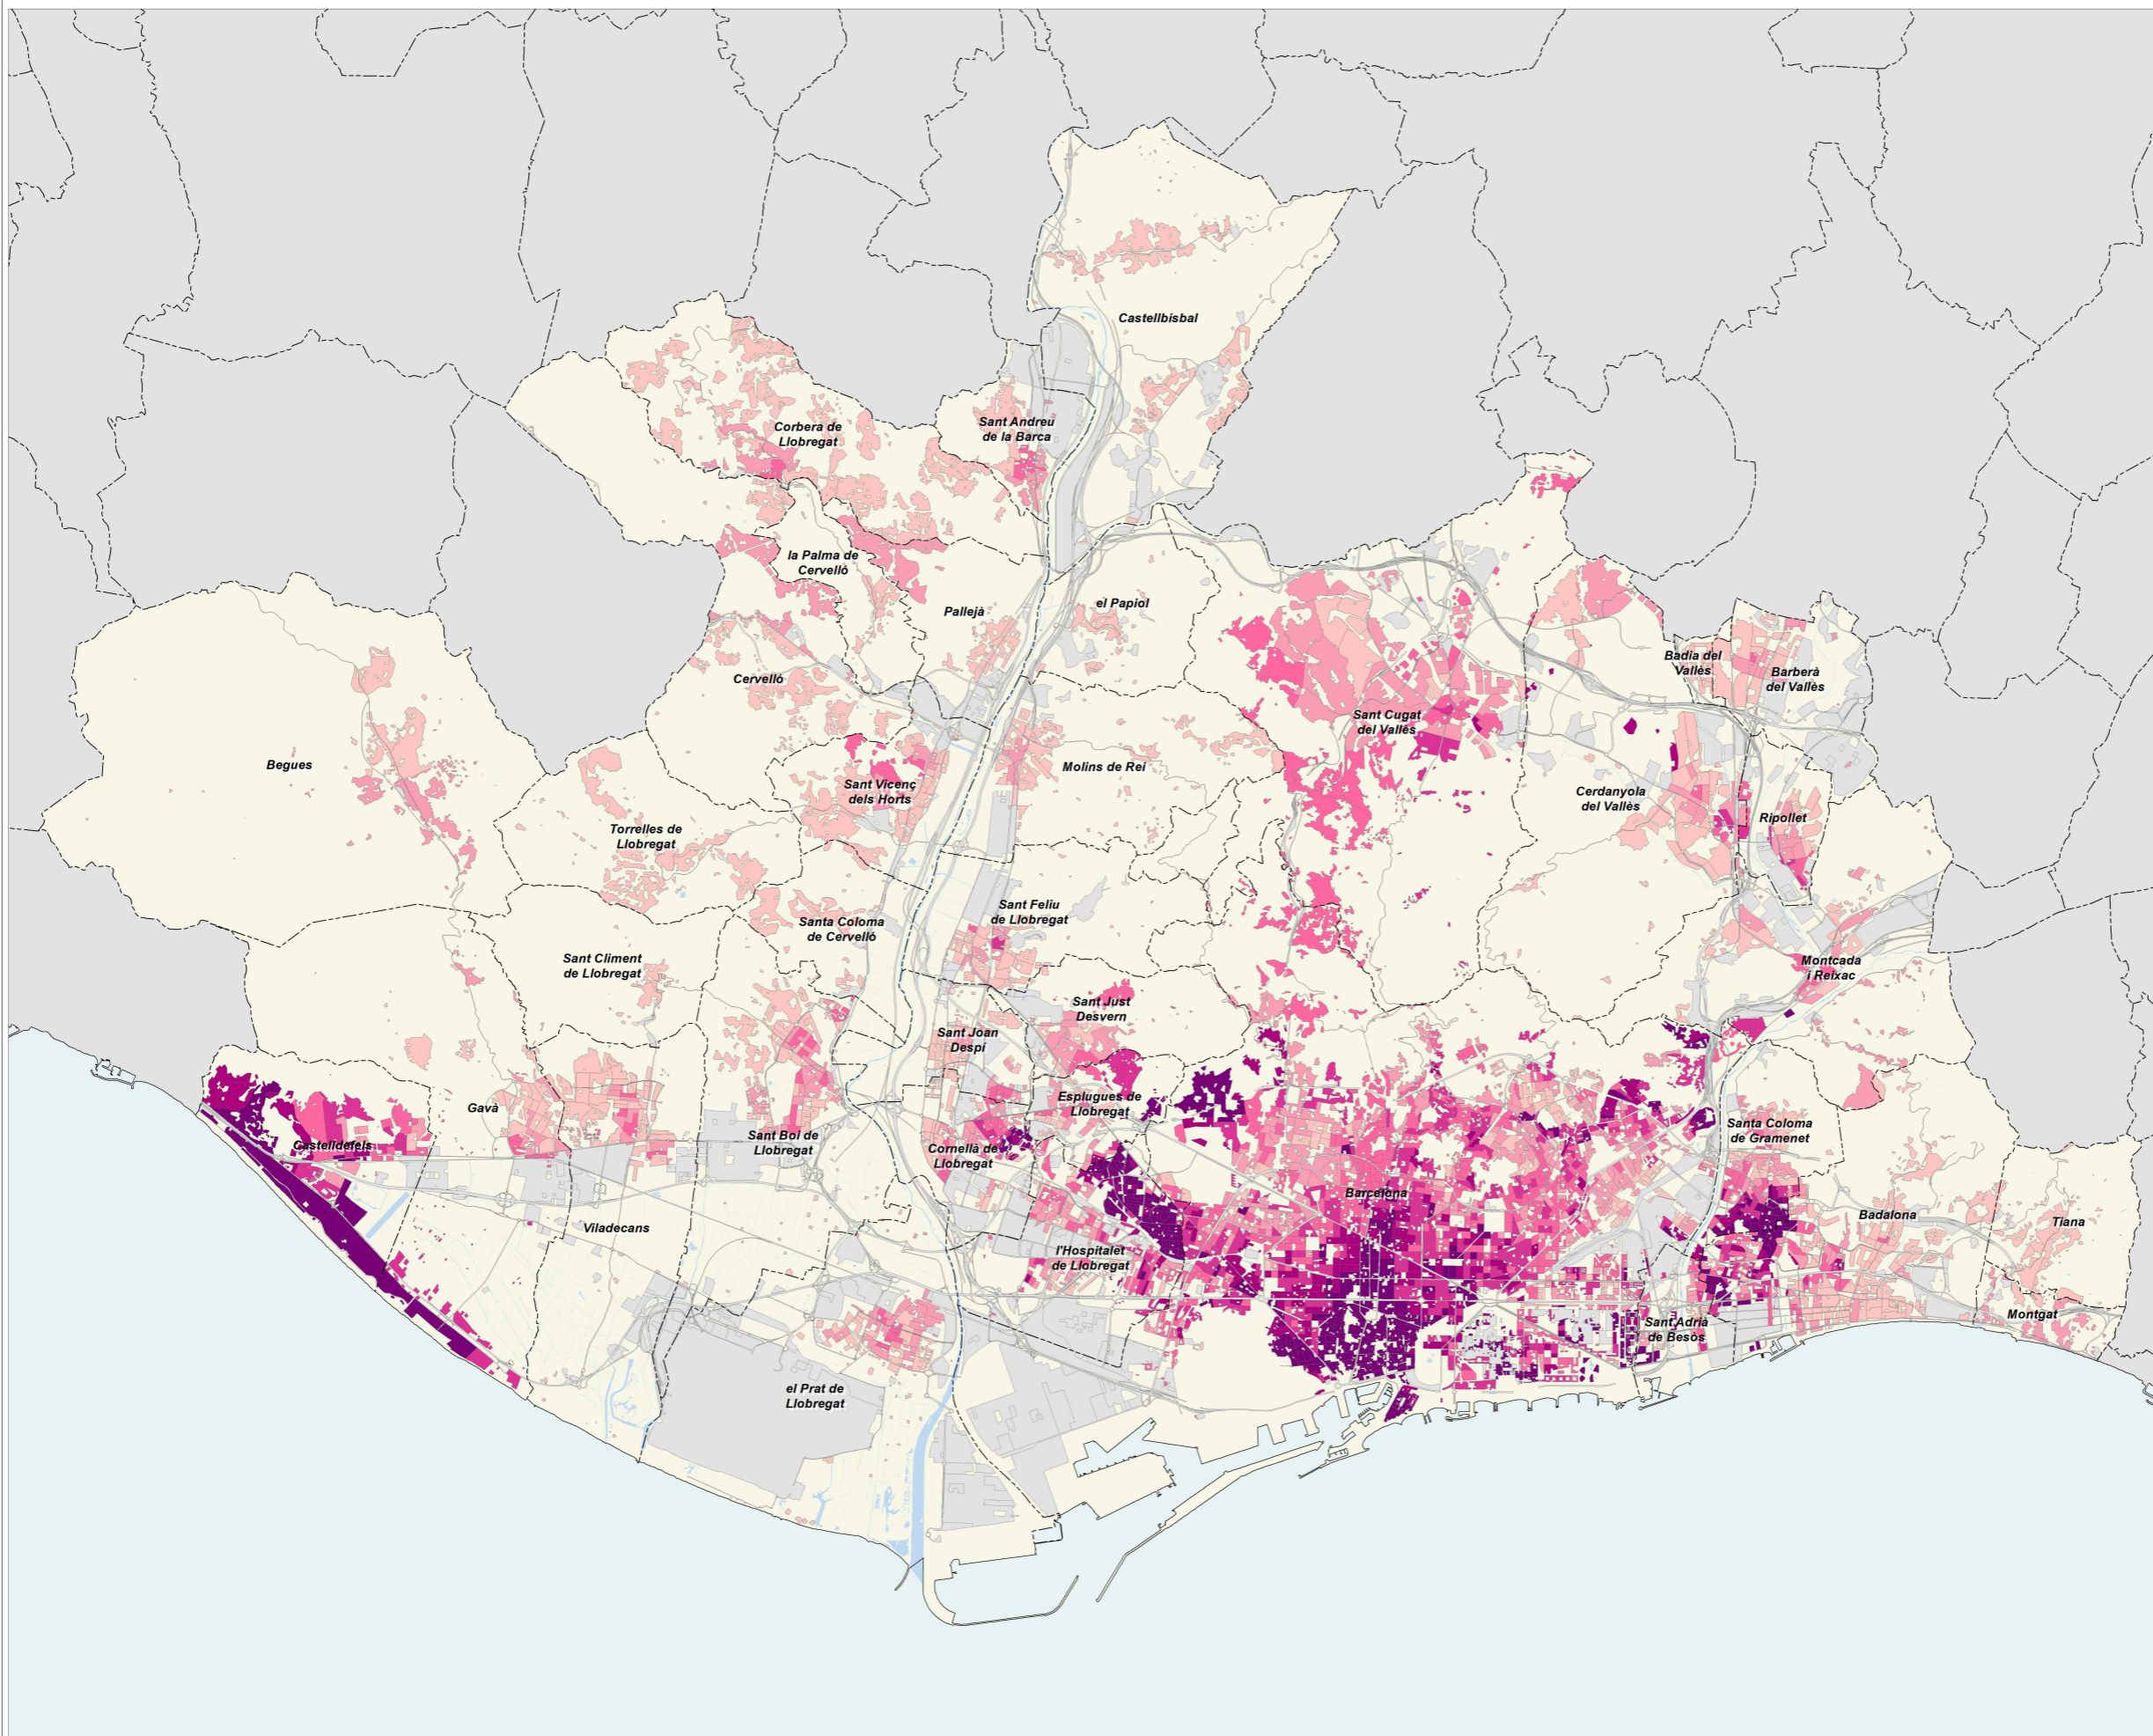 Castellbisbal
Corbera de
Llobregat
Sant Andreu
de la Barca
la Palma de
Cervelló
Pallejà
el Papiol
Cervelló
Badia del
Vallès
Barberà
del Vallès
Sant Cugat
del Vallès
Begues
Molins de Rei
Sant Vicenç
dels Horts
Cerdanyola
del Vallès
Ripollet
Torrelles de
Llobregat
Sant Feliu
de Llobregat
Santa Coloma
de Cervelló
Sant Climent
de Llobregat
Montcada
i Reixac
Sant Just
Desvern
Sant Joan
Despí
Esplugues de
Llobregat
Gavà
Castelldefels
Sant Boi de
Llobregat
Cornellà de
Llobregat
Santa Coloma
de Gramenet
Barcelona
Viladecans
Badalona
Tiana
l'Hospitalet
de Llobregat
Montgat
Sant Adrià
de Besòs
el Prat de
Llobregat